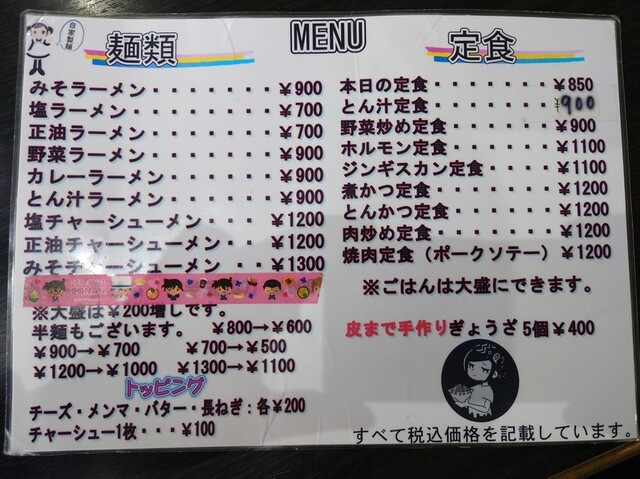 自家製麺
麺類
MENU
定食
みそラーメン・・・・・・・¥900
塩ラーメン・・・・・・・・¥700
正油ラーメン・・・・・・・¥700
野菜ラーメン・・・・・・・¥900
カレーラーメン・・・・・・¥900
とん汁ラーメン・・・・・・¥900
塩チャーシューメン・・・¥1200
正油チャーシューメン・・¥1200
みそチャーシューメン・・¥1300
※大盛は¥200増しです。
半麺もございます。 ¥800→¥600
¥900→¥700 ¥700→¥500
¥1200→¥1000 ¥1300→¥1100
トッピング
チーズ・メンマ・バター・長ねぎ:各¥200
チャーシュー1枚・・・¥100
本日の定食・・・・・・¥850
とん汁定食・・・・・・¥900
野菜炒め定食・・・・・¥900
ホルモン定食・・・・・¥1100
ジンギスカン定食・・・・¥1100
煮かつ定食・・・・・・¥1200
とんかつ定食・・・・・¥1200
肉炒め定食・・・・・・¥1200
焼肉定食(ポークソテー)¥1200
※ごはんは大盛にできます。
皮まで手作りぎょうざ 5個¥400
すべて税込価格を記載しています。